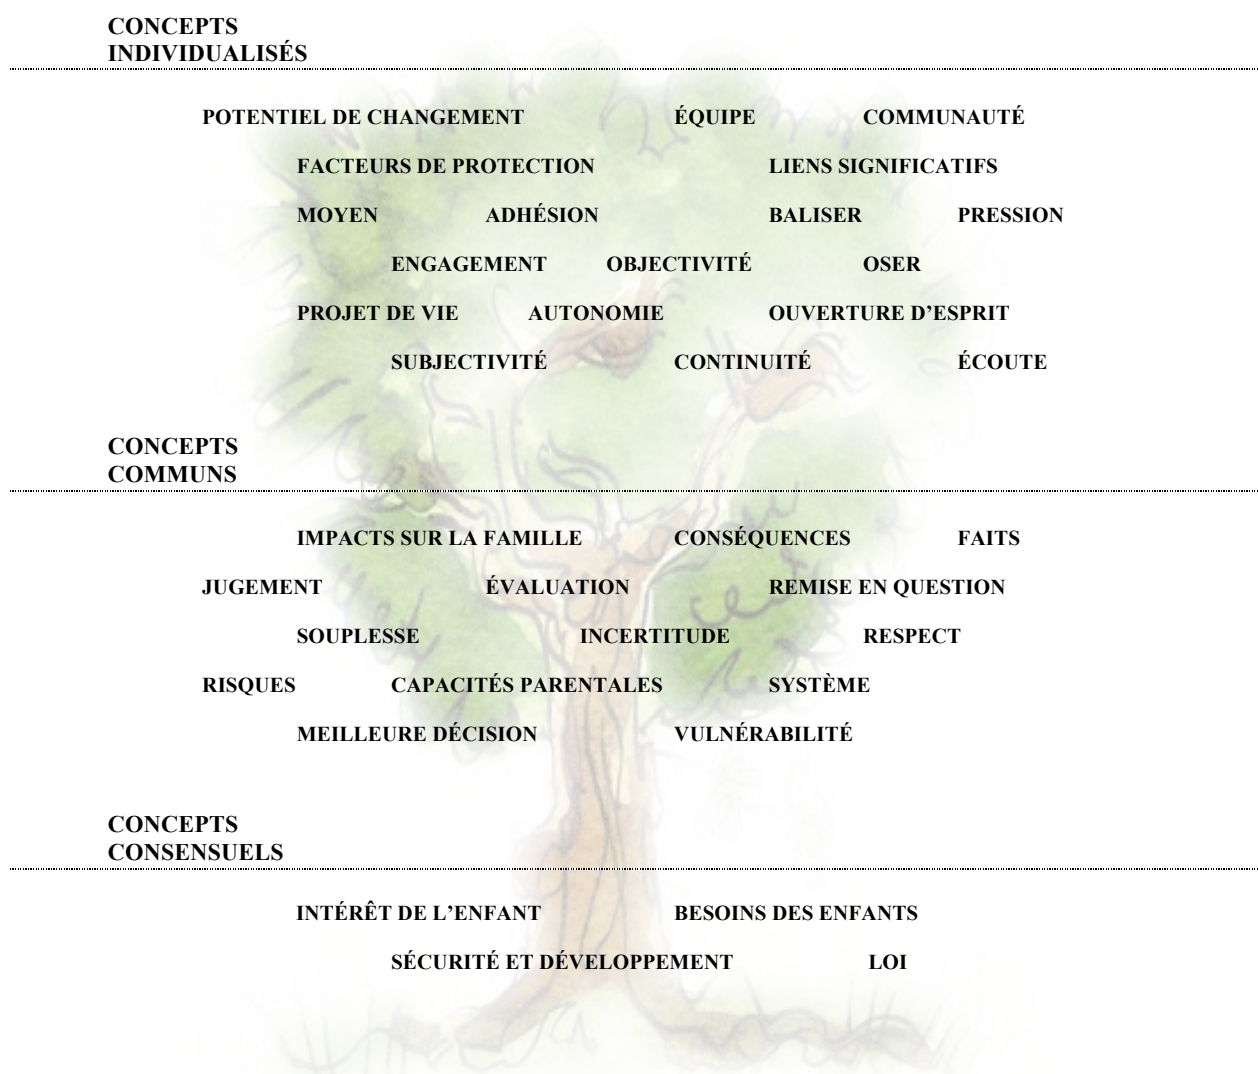 CONCEPTS
INDIVIDUALISÉS
POTENTIEL DE CHANGEMENT ÉQUIPE COMMUNAUTÉ
FACTEURS DE PROTECTION LIENS SIGNIFICATIFS
MOYEN ADHÉSION BALISER PRESSION
ENGAGEMENT OBJECTIVITÉ OSER
PROJET DE VIE AUTONOMIE OUVERTURE D’ESPRIT
SUBJECTIVITÉ CONTINUITÉ ÉCOUTE
CONCEPTS
COMMUNS
IMPACTS SUR LA FAMILLE CONSÉQUENCES FAITS
JUGEMENT ÉVALUATION REMISE EN QUESTION
SOUPLESSE INCERTITUDE RESPECT
RISQUES CAPACITÉS PARENTALES SYSTÈME
MEILLEURE DÉCISION VULNÉRABILITÉ
CONCEPTS
CONSENSUELS
INTÉRÊT DE L’ENFANT BESOINS DES ENFANTS
SÉCURITÉ ET DÉVELOPPEMENT LOI